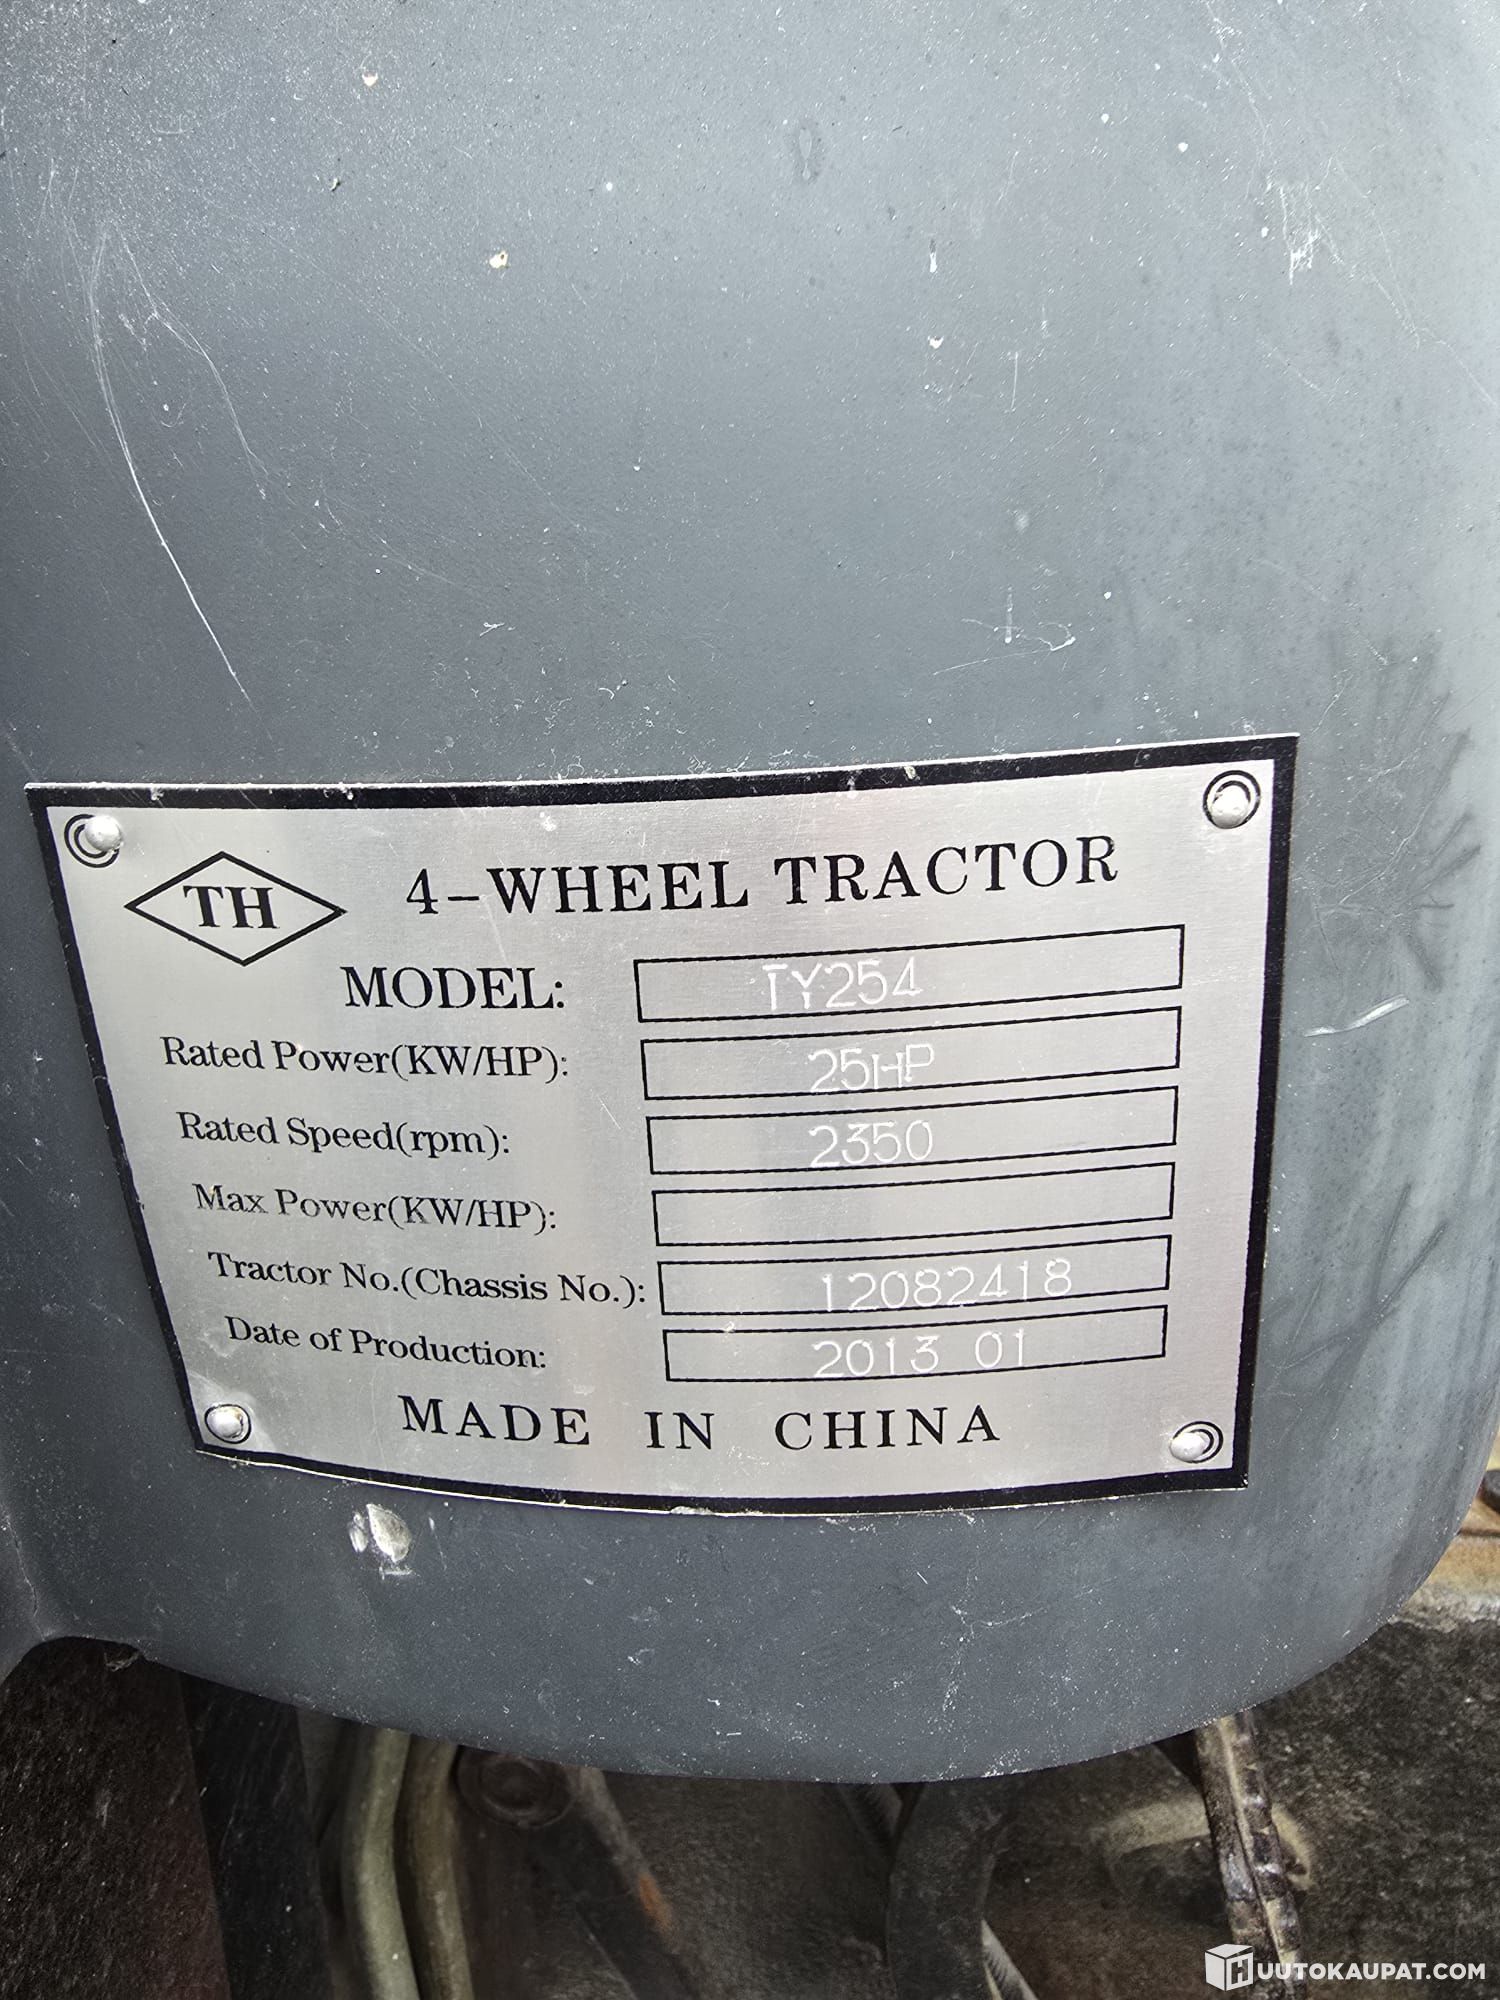 TH
4-WHEEL TRACTOR
MODEL: TY254
Rated Power(KW/HP): 25HP
Rated Speed(rpm): 2350
Max Power(KW/HP):
Tractor No.(Chassis No.): 12082418
Date of Production: 2013 01
MADE IN CHINA
HUUTOKAUPAT.COM